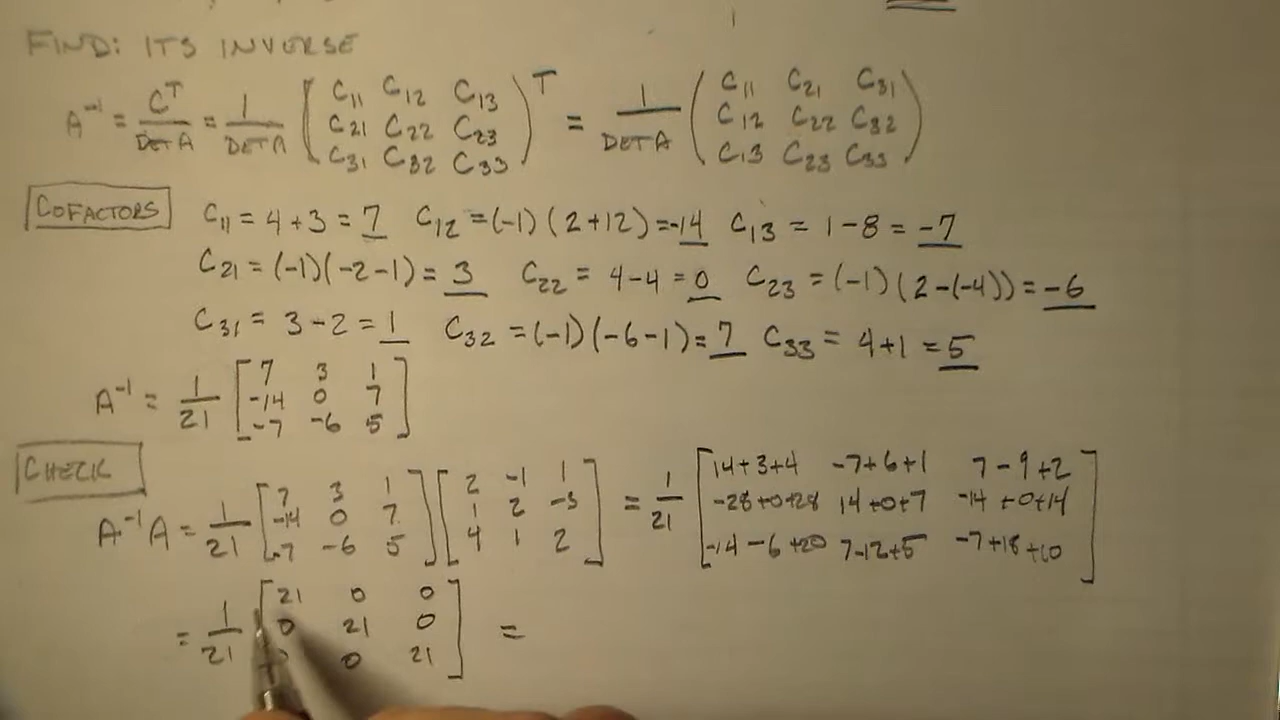 FIND: ITS INVERSE
A⁻¹ = Cᵀ/DET A = 1/DET A ( C₁₁ C₁₂ C₁₃ ; C₂₁ C₂₂ C₂₃ ; C₃₁ C₃₂ C₃₃ )ᵀ = 1/DET A ( C₁₁ C₂₁ C₃₁ ; C₁₂ C₂₂ C₃₂ ; C₁₃ C₂₃ C₃₃ )
COFACTORS C₁₁ = 4+3 = 7 C₁₂ = (-1)(2+12) = -14 C₁₃ = 1-8 = -7
C₂₁ = (-1)(-2-1) = 3 C₂₂ = 4-4 = 0 C₂₃ = (-1)(2-(-4)) = -6
C₃₁ = 3-2 = 1 C₃₂ = (-1)(-6-1) = 7 C₃₃ = 4+1 = 5
A⁻¹ = 1/21 [ 7 3 1 ; -14 0 7 ; -7 -6 5 ]
CHECK
A⁻¹A = 1/21 [ 7 3 1 ; -14 0 7 ; -7 -6 5 ] [ 2 -1 1 ; 1 2 -3 ; 4 1 2 ] = 1/21 [ 14+3+4 -7+6+1 7-9+2 ; -28+0+28 14+0+7 -14+0+14 ; -14-6+20 7-12+5 -7+18+10 ]
= 1/21 [ 21 0 0 ; 0 21 0 ; 0 0 21 ] =